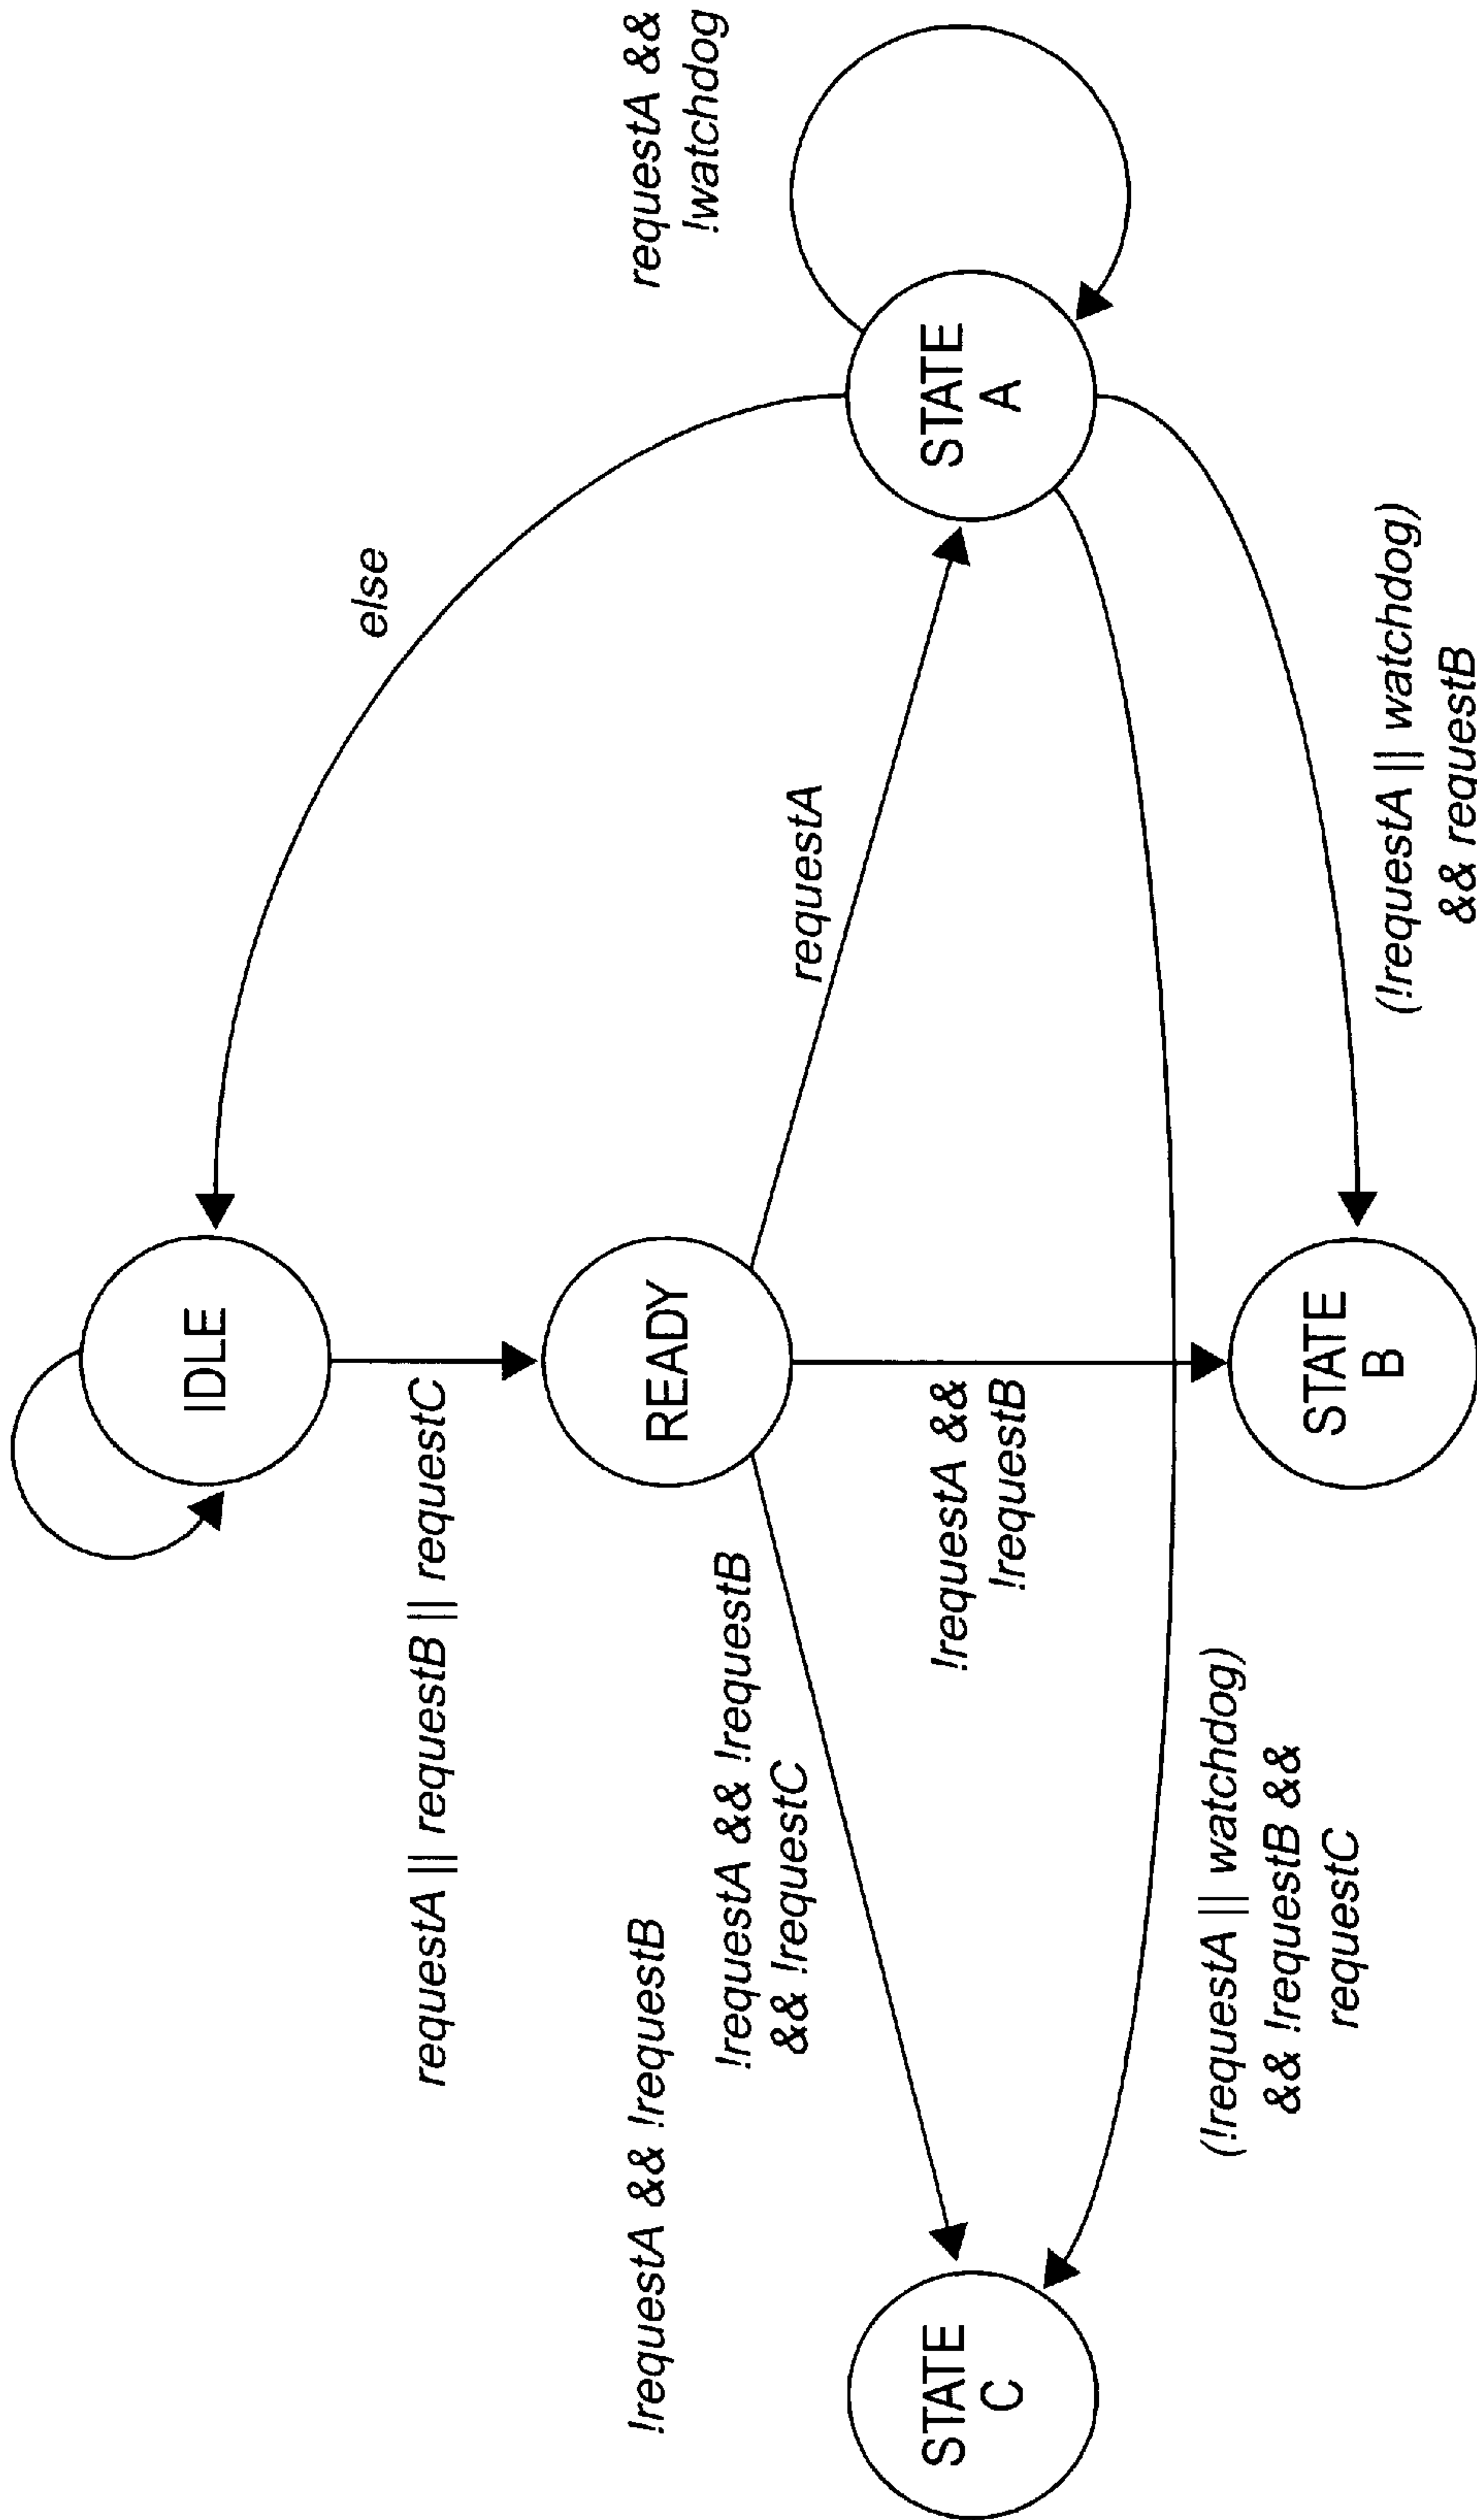 IDLE
else
requestA || requestB || requestC
!requestA && !requestB
READY
requestA &&
!watchdog
!requestA && !requestB
&& !requestC
requestA
STATE
C
!requestA &&
!requestB
STATE
A
(!requestA || watchdog)
&& !requestB &&
requestC
STATE
B
(!requestA || watchdog)
&& requestB